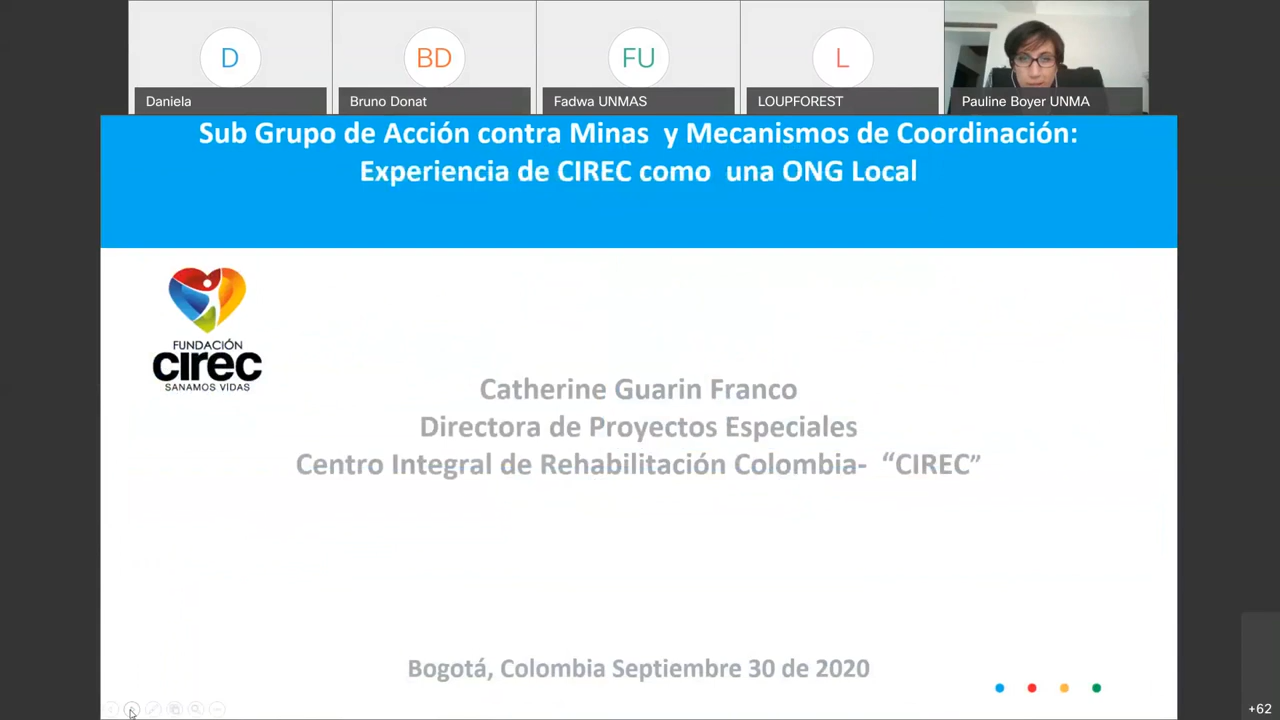 D
BD
FU
L
Daniela
Bruno Donat
Fadwa UNMAS
LOUPFOREST
Pauline Boyer UNMA
Sub Grupo de Acción contra Minas  y Mecanismos de Coordinación:
Experiencia de CIREC como  una ONG Local
FUNDACIÓN
cirec
SANAMOS VIDAS
Catherine Guarin Franco
Directora de Proyectos Especiales
Centro Integral de Rehabilitación Colombia-  “CIREC”
Bogotá, Colombia Septiembre 30 de 2020
+62